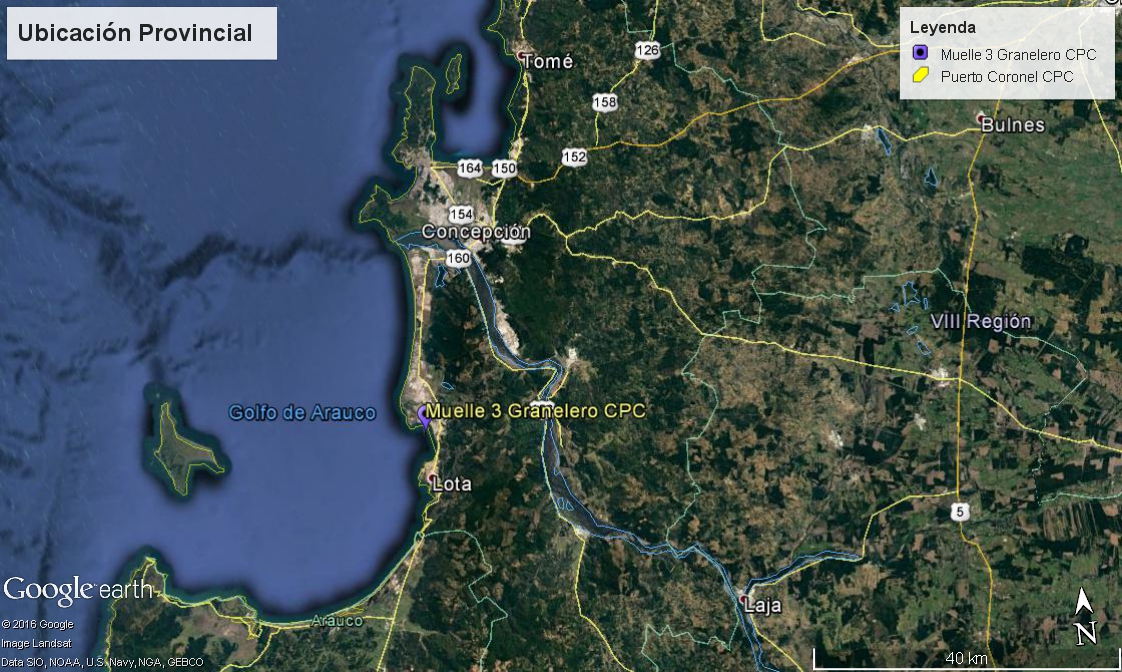 Ubicación Provincial
Leyenda
Muelle 3 Granelero CPC
Puerto Coronel CPC
Tomé
126
158
Bulnes
152
164
150
154
Concepción
160
VIII Región
Golfo de Arauco
Muelle 3 Granelero CPC
Lota
5
Google earth
Laja
Arauco
© 2016 Google
Image Landsat
Data SIO, NOAA, U.S. Navy, NGA, GEBCO
N
40 km